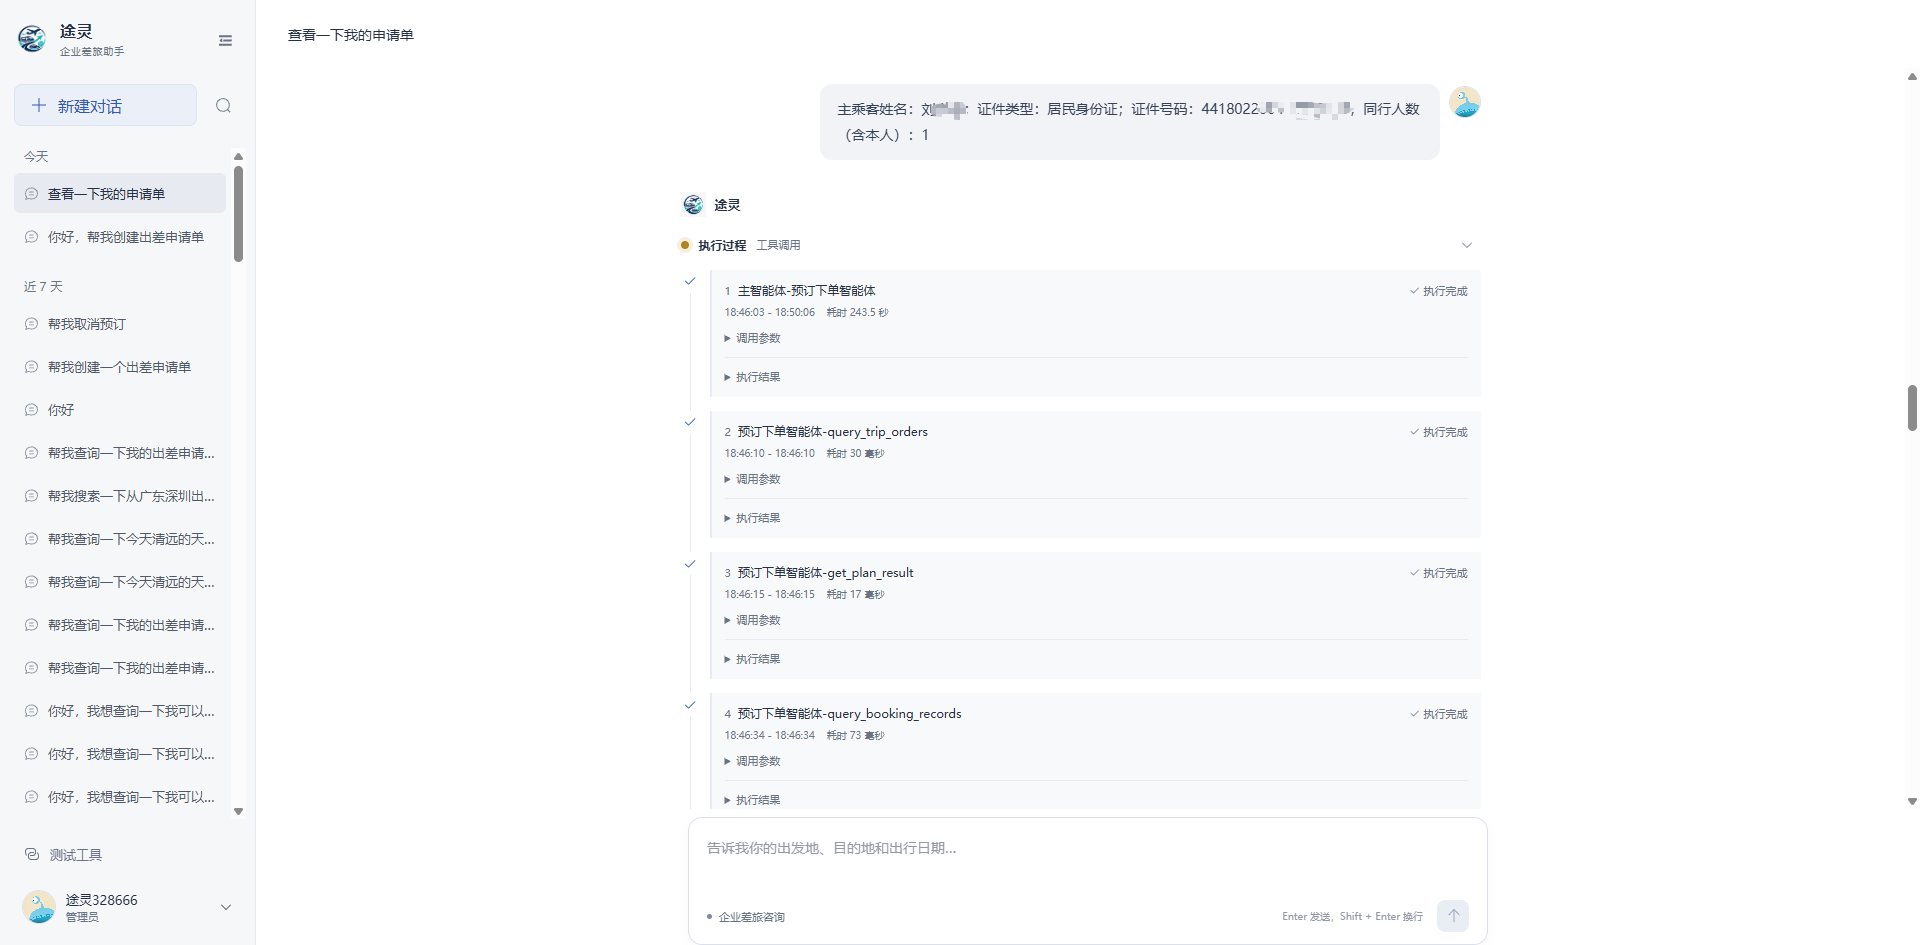 途灵
企业差旅助手
新建对话
今天
查看一下我的申请单
你好，帮我创建出差申请单
近 7 天
帮我取消预订
帮我创建一个出差申请单
你好
帮我查询一下我的出差申请...
帮我搜索一下从广东深圳出...
帮我查询一下今天清远的天...
帮我查询一下今天清远的天...
帮我查询一下我的出差申请...
帮我查询一下我的出差申请...
你好，我想查询一下我可以...
你好，我想查询一下我可以...
你好，我想查询一下我可以...
测试工具
途灵328666
管理员
查看一下我的申请单
主乘客姓名：刘 ；证件类型：居民身份证；证件号码：4418022 ，同行人数
（含本人）：1
途灵
执行过程 工具调用
1 主智能体-预订下单智能体 执行完成
18:46:03 - 18:50:06 耗时 243.5 秒
调用参数
执行结果
2 预订下单智能体-query_trip_orders 执行完成
18:46:10 - 18:46:10 耗时 30 毫秒
调用参数
执行结果
3 预订下单智能体-get_plan_result 执行完成
18:46:15 - 18:46:15 耗时 17 毫秒
调用参数
执行结果
4 预订下单智能体-query_booking_records 执行完成
18:46:34 - 18:46:34 耗时 73 毫秒
调用参数
执行结果
告诉我你的出发地、目的地和出行日期...
企业差旅咨询
Enter 发送，Shift + Enter 换行